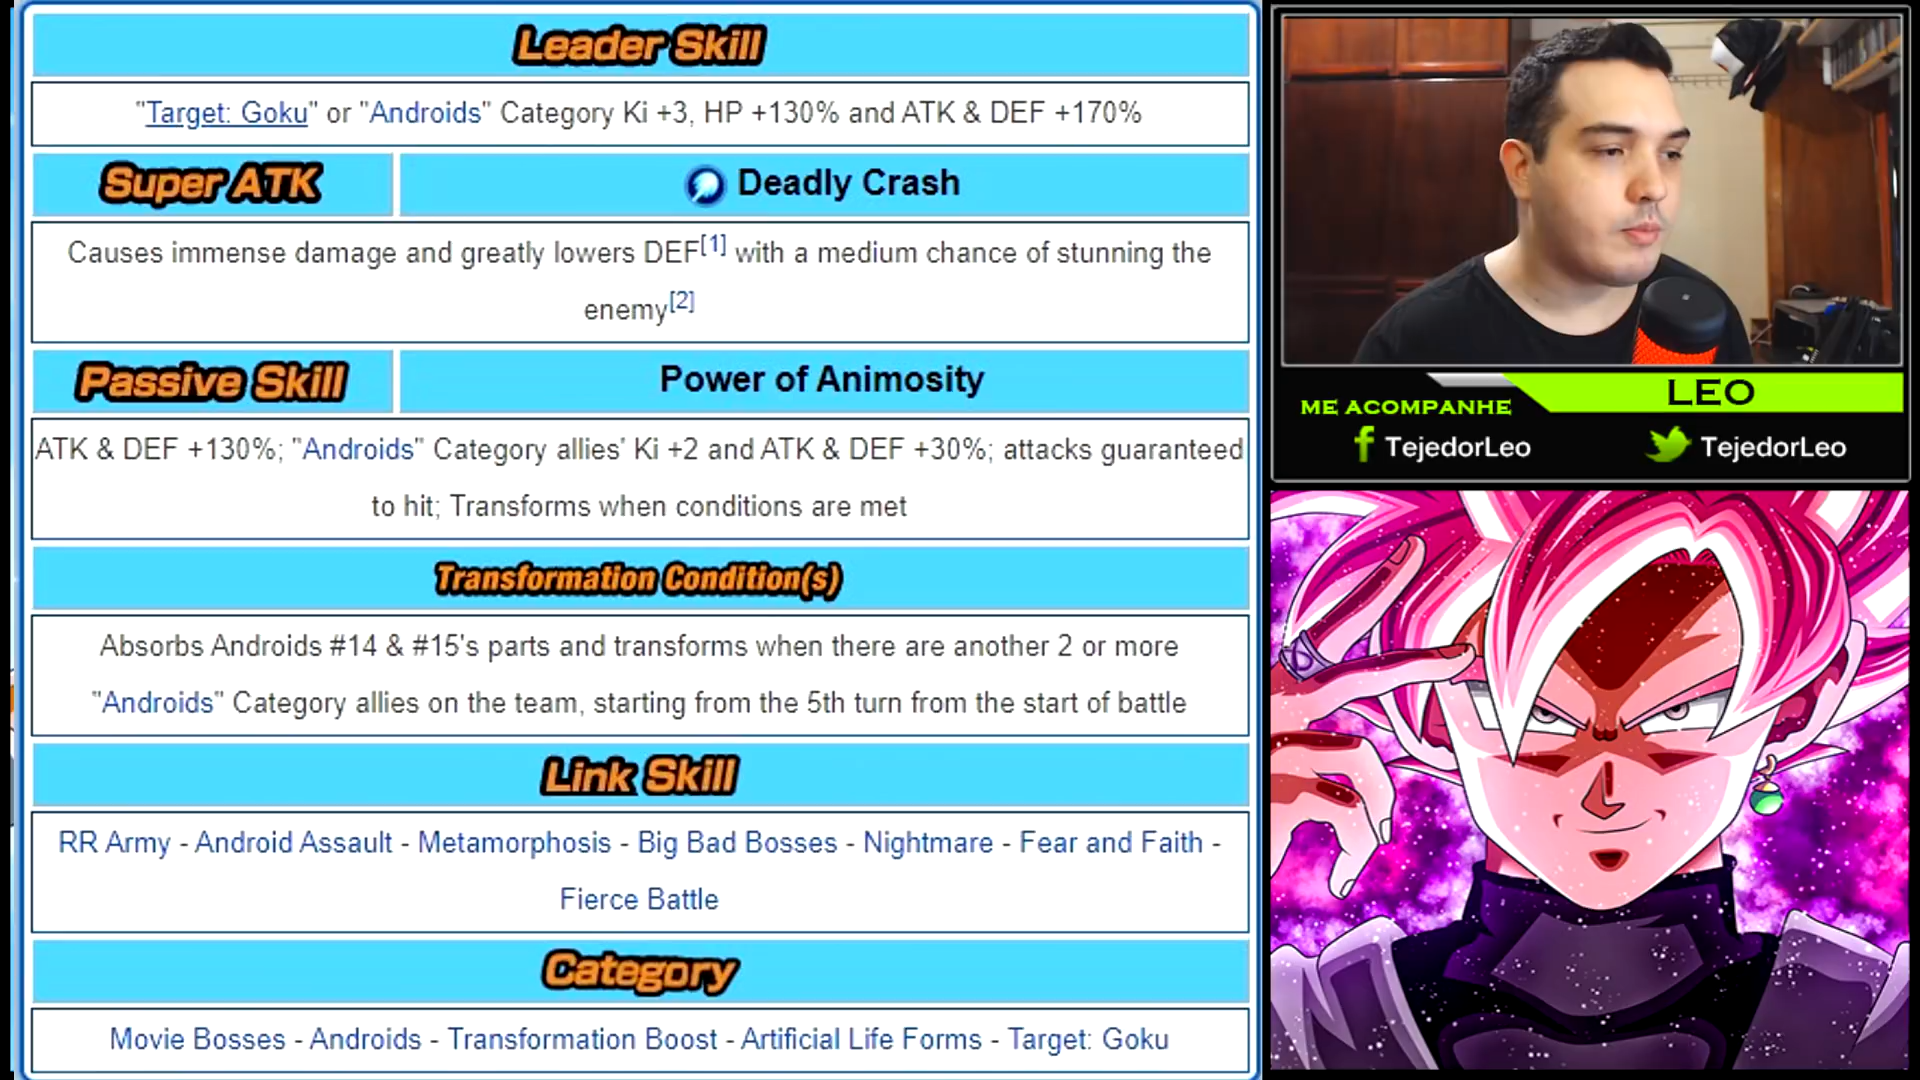 Leader Skill
"Target: Goku" or "Androids" Category Ki +3, HP +130% and ATK & DEF +170%
Super ATK
Deadly Crash
Causes immense damage and greatly lowers DEF[1] with a medium chance of stunning the
enemy[2]
Passive Skill
Power of Animosity
ATK & DEF +130%; "Androids" Category allies' Ki +2 and ATK & DEF +30%; attacks guaranteed
to hit; Transforms when conditions are met
Transformation Condition(s)
Absorbs Androids #14 & #15's parts and transforms when there are another 2 or more
"Androids" Category allies on the team, starting from the 5th turn from the start of battle
Link Skill
RR Army - Android Assault - Metamorphosis - Big Bad Bosses - Nightmare - Fear and Faith -
Fierce Battle
Category
Movie Bosses - Androids - Transformation Boost - Artificial Life Forms - Target: Goku
LEO
ME ACOMPANHE
TejedorLeo
TejedorLeo